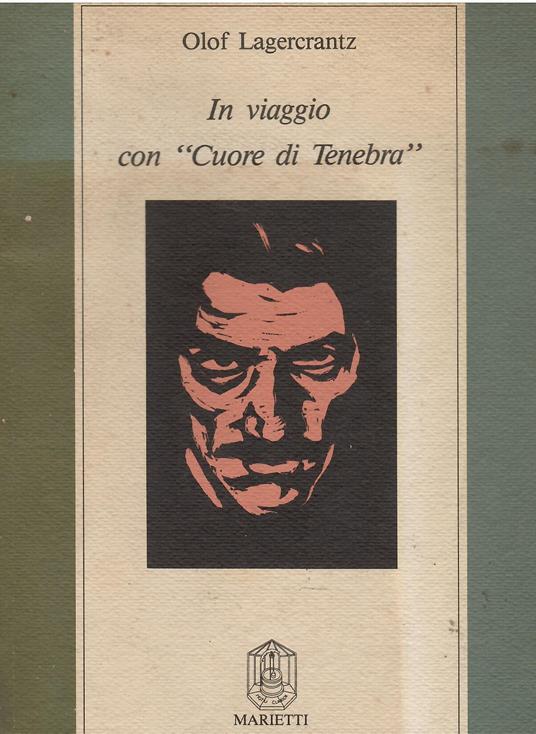 Olof Lagercrantz
In viaggio
con “Cuore di Tenebra”
MARIETTI